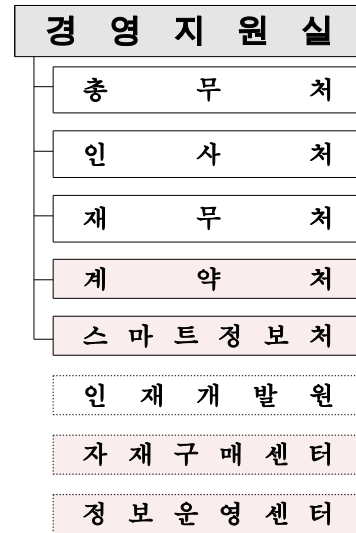 경영지원실
총무처
인사처
재무처
계약처
스마트정보처
인재개발원
자재구매센터
정보운영센터